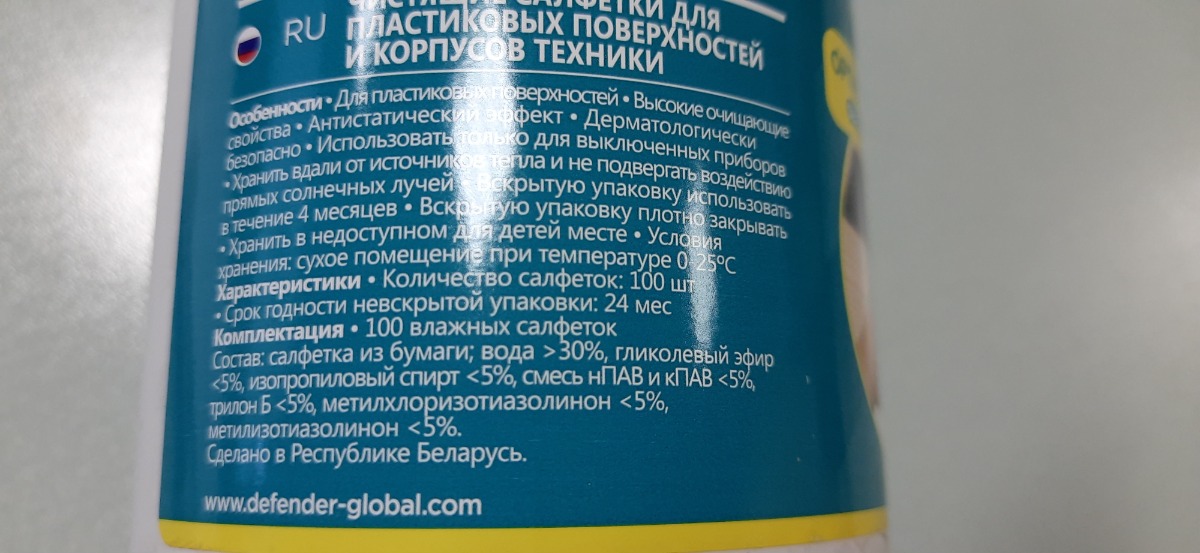 ЧИСТЯЩИЕ САЛФЕТКИ ДЛЯ
RU
ПЛАСТИКОВЫХ ПОВЕРХНОСТЕЙ
И КОРПУСОВ ТЕХНИКИ
Особенности • Для пластиковых поверхностей • Высокие очищающие
свойства • Антистатический эффект • Дерматологически
безопасно • Использовать только для выключенных приборов
• Хранить вдали от источников тепла и не подвергать воздействию
прямых солнечных лучей • Вскрытую упаковку использовать
в течение 4 месяцев • Вскрытую упаковку плотно закрывать
• Хранить в недоступном для детей месте • Условия
хранения: сухое помещение при температуре 0-25°C
Характеристики • Количество салфеток: 100 шт
• Срок годности невскрытой упаковки: 24 мес
Комплектация • 100 влажных салфеток
Состав: салфетка из бумаги; вода >30%, гликолевый эфир
<5%, изопропиловый спирт <5%, смесь нПАВ и кПАВ <5%,
трилон Б <5%, метилхлоризотиазолинон <5%,
метилизотиазолинон <5%.
Сделано в Республике Беларусь.
www.defender-global.com